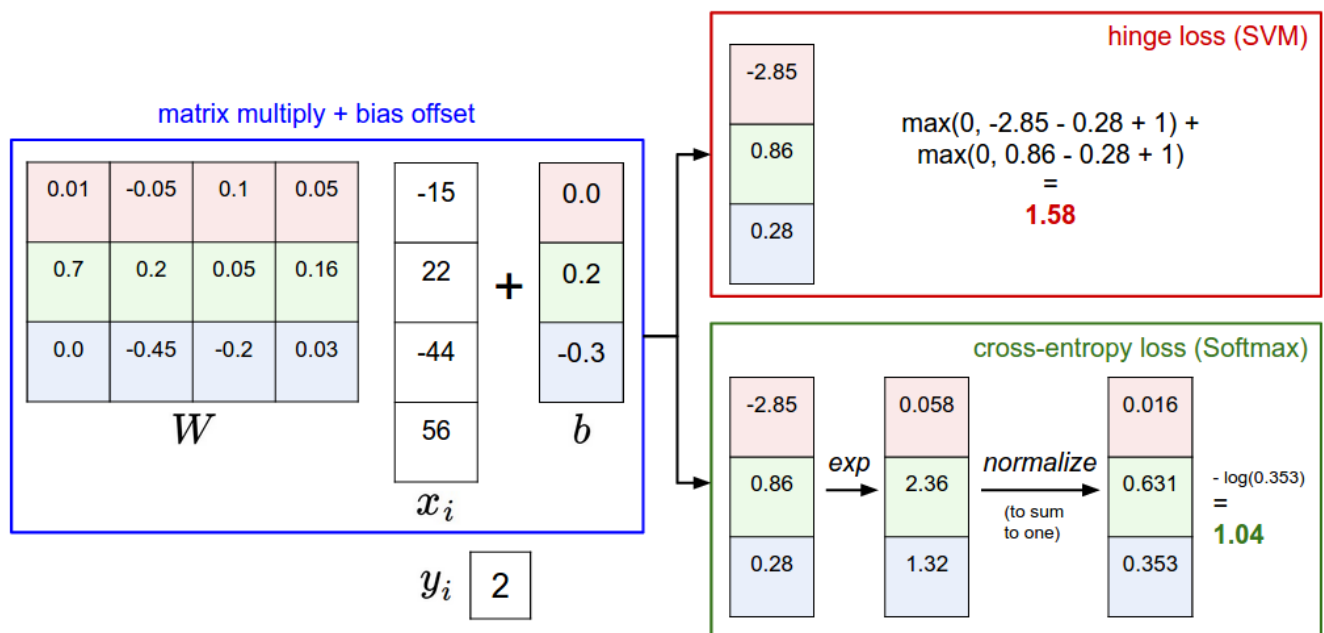 matrix multiply + bias offset
0.01 -0.05 0.1 0.05
0.7 0.2 0.05 0.16
0.0 -0.45 -0.2 0.03
W
-15
22
-44
56
x_i
+
0.0
0.2
-0.3
b
y_i 2
hinge loss (SVM)
-2.85
0.86
0.28
max(0, -2.85 - 0.28 + 1) +
max(0, 0.86 - 0.28 + 1)
=
1.58
cross-entropy loss (Softmax)
-2.85
0.86
0.28
exp
0.058
2.36
1.32
normalize
(to sum
to one)
0.016
0.631
0.353
- log(0.353)
=
1.04